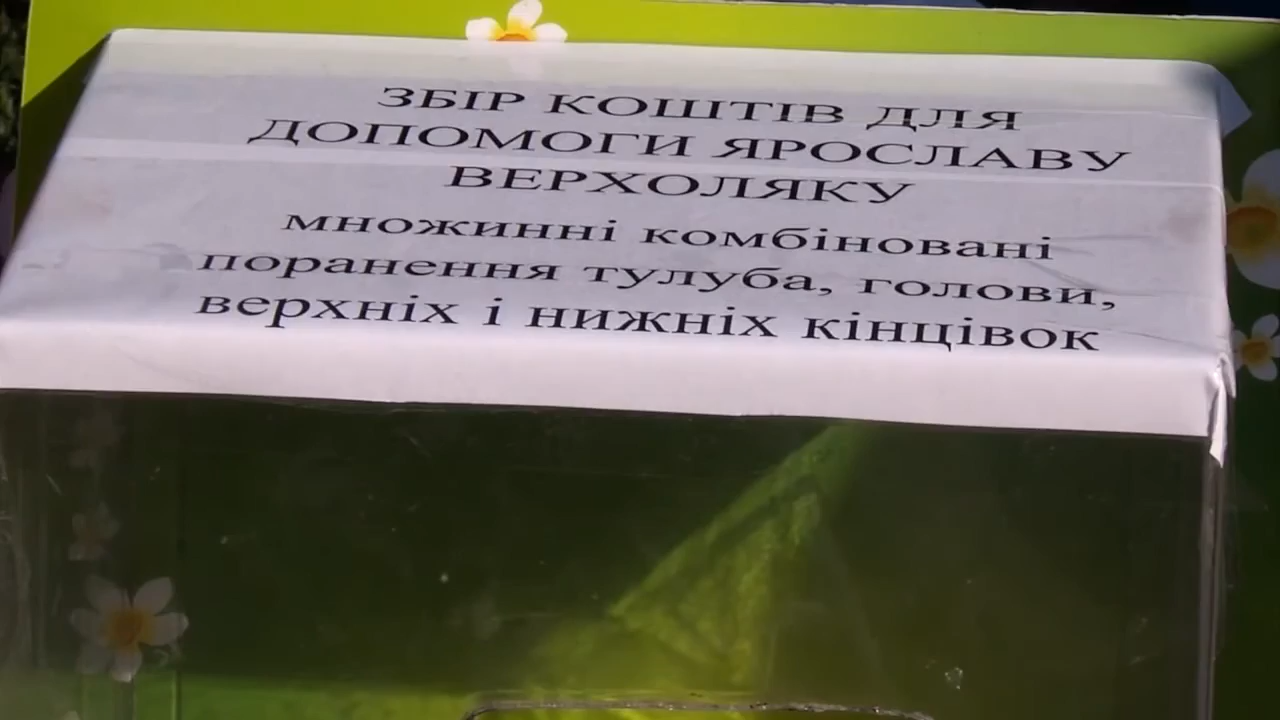 ЗБІР КОШТІВ ДЛЯ
ДОПОМОГИ ЯРОСЛАВУ
ВЕРХОЛЯКУ
множинні комбіновані
поранення тулуба, голови,
верхніх і нижніх кінцівок